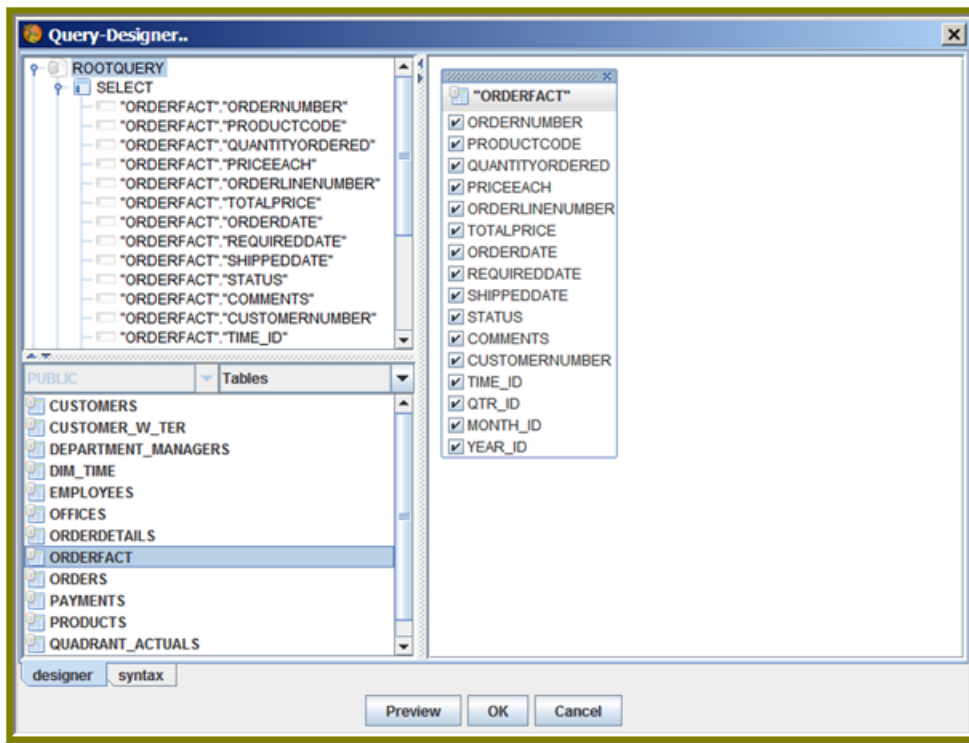 Query-Designer..
ROOTQUERY
SELECT
"ORDERFACT"."ORDERNUMBER"
"ORDERFACT"."PRODUCTCODE"
"ORDERFACT"."QUANTITYORDERED"
"ORDERFACT"."PRICEEACH"
"ORDERFACT"."ORDERLINENUMBER"
"ORDERFACT"."TOTALPRICE"
"ORDERFACT"."ORDERDATE"
"ORDERFACT"."REQUIREDDATE"
"ORDERFACT"."SHIPPEDDATE"
"ORDERFACT"."STATUS"
"ORDERFACT"."COMMENTS"
"ORDERFACT"."CUSTOMERNUMBER"
"ORDERFACT"."TIME_ID"
PUBLIC Tables
CUSTOMERS
CUSTOMER_W_TER
DEPARTMENT_MANAGERS
DIM_TIME
EMPLOYEES
OFFICES
ORDERDETAILS
ORDERFACT
ORDERS
PAYMENTS
PRODUCTS
QUADRANT_ACTUALS
"ORDERFACT"
ORDERNUMBER
PRODUCTCODE
QUANTITYORDERED
PRICEEACH
ORDERLINENUMBER
TOTALPRICE
ORDERDATE
REQUIREDDATE
SHIPPEDDATE
STATUS
COMMENTS
CUSTOMERNUMBER
TIME_ID
QTR_ID
MONTH_ID
YEAR_ID
designer syntax
Preview OK Cancel